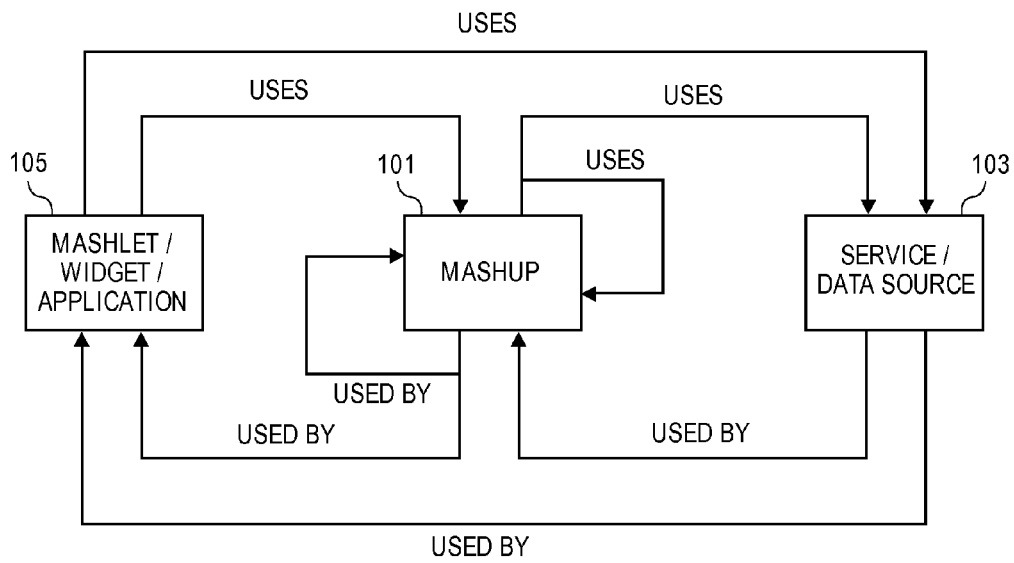 USES
USES
USES
105
101
USES
103
MASHLET /
WIDGET /
APPLICATION
MASHUP
SERVICE /
DATA SOURCE
USED BY
USED BY
USED BY
USED BY